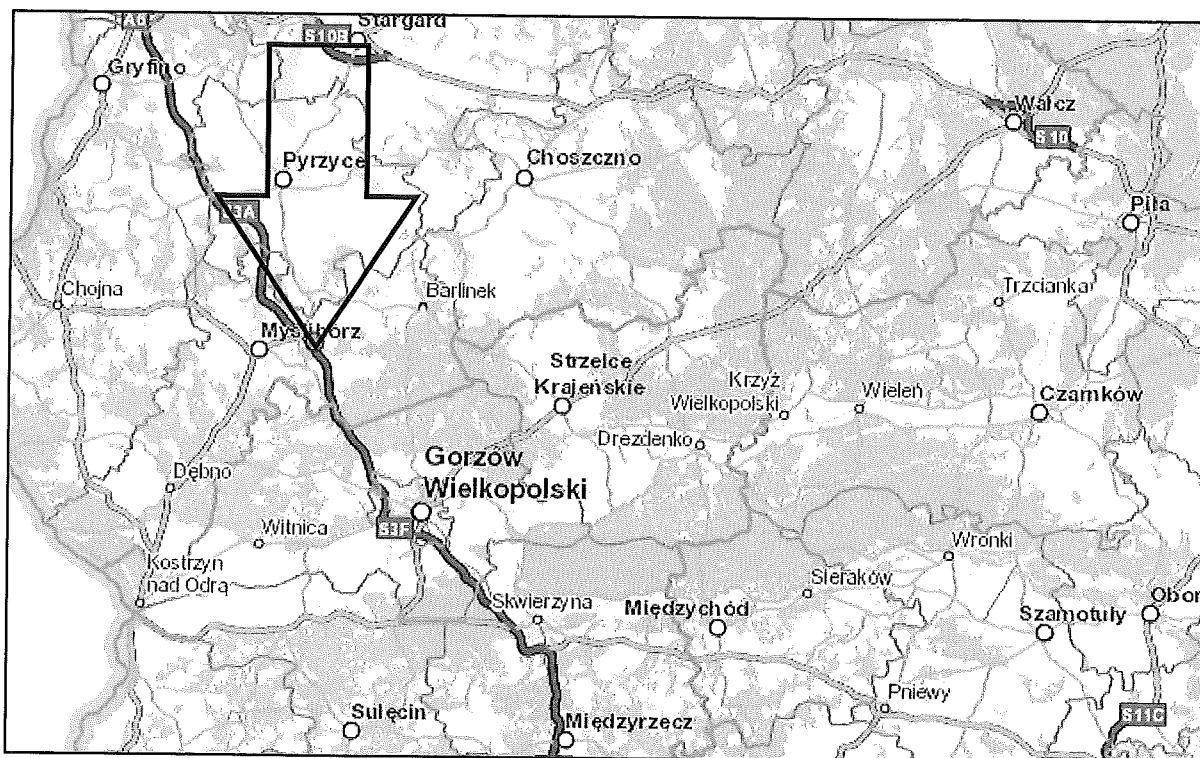 A6
Stargard
S10B
Gryfino
Wałcz
S10
Pyrzyce
Choszczno
Piła
S3A
Chojna
Barlinek
Trzcianka
Myślibórz
Strzelce
Krajeńskie
Krzyż
Wielkopolski
Wieleń
Czarnków
Drezdenko
Gorzów
Wielkopolski
Dębno
S3F
Witnica
Wronki
Kostrzyn
nad Odrą
Sieraków
Skwierzyna
Międzychód
Szamotuły
Obor
Pniewy
Sulęcin
Międzyrzecz
S11C